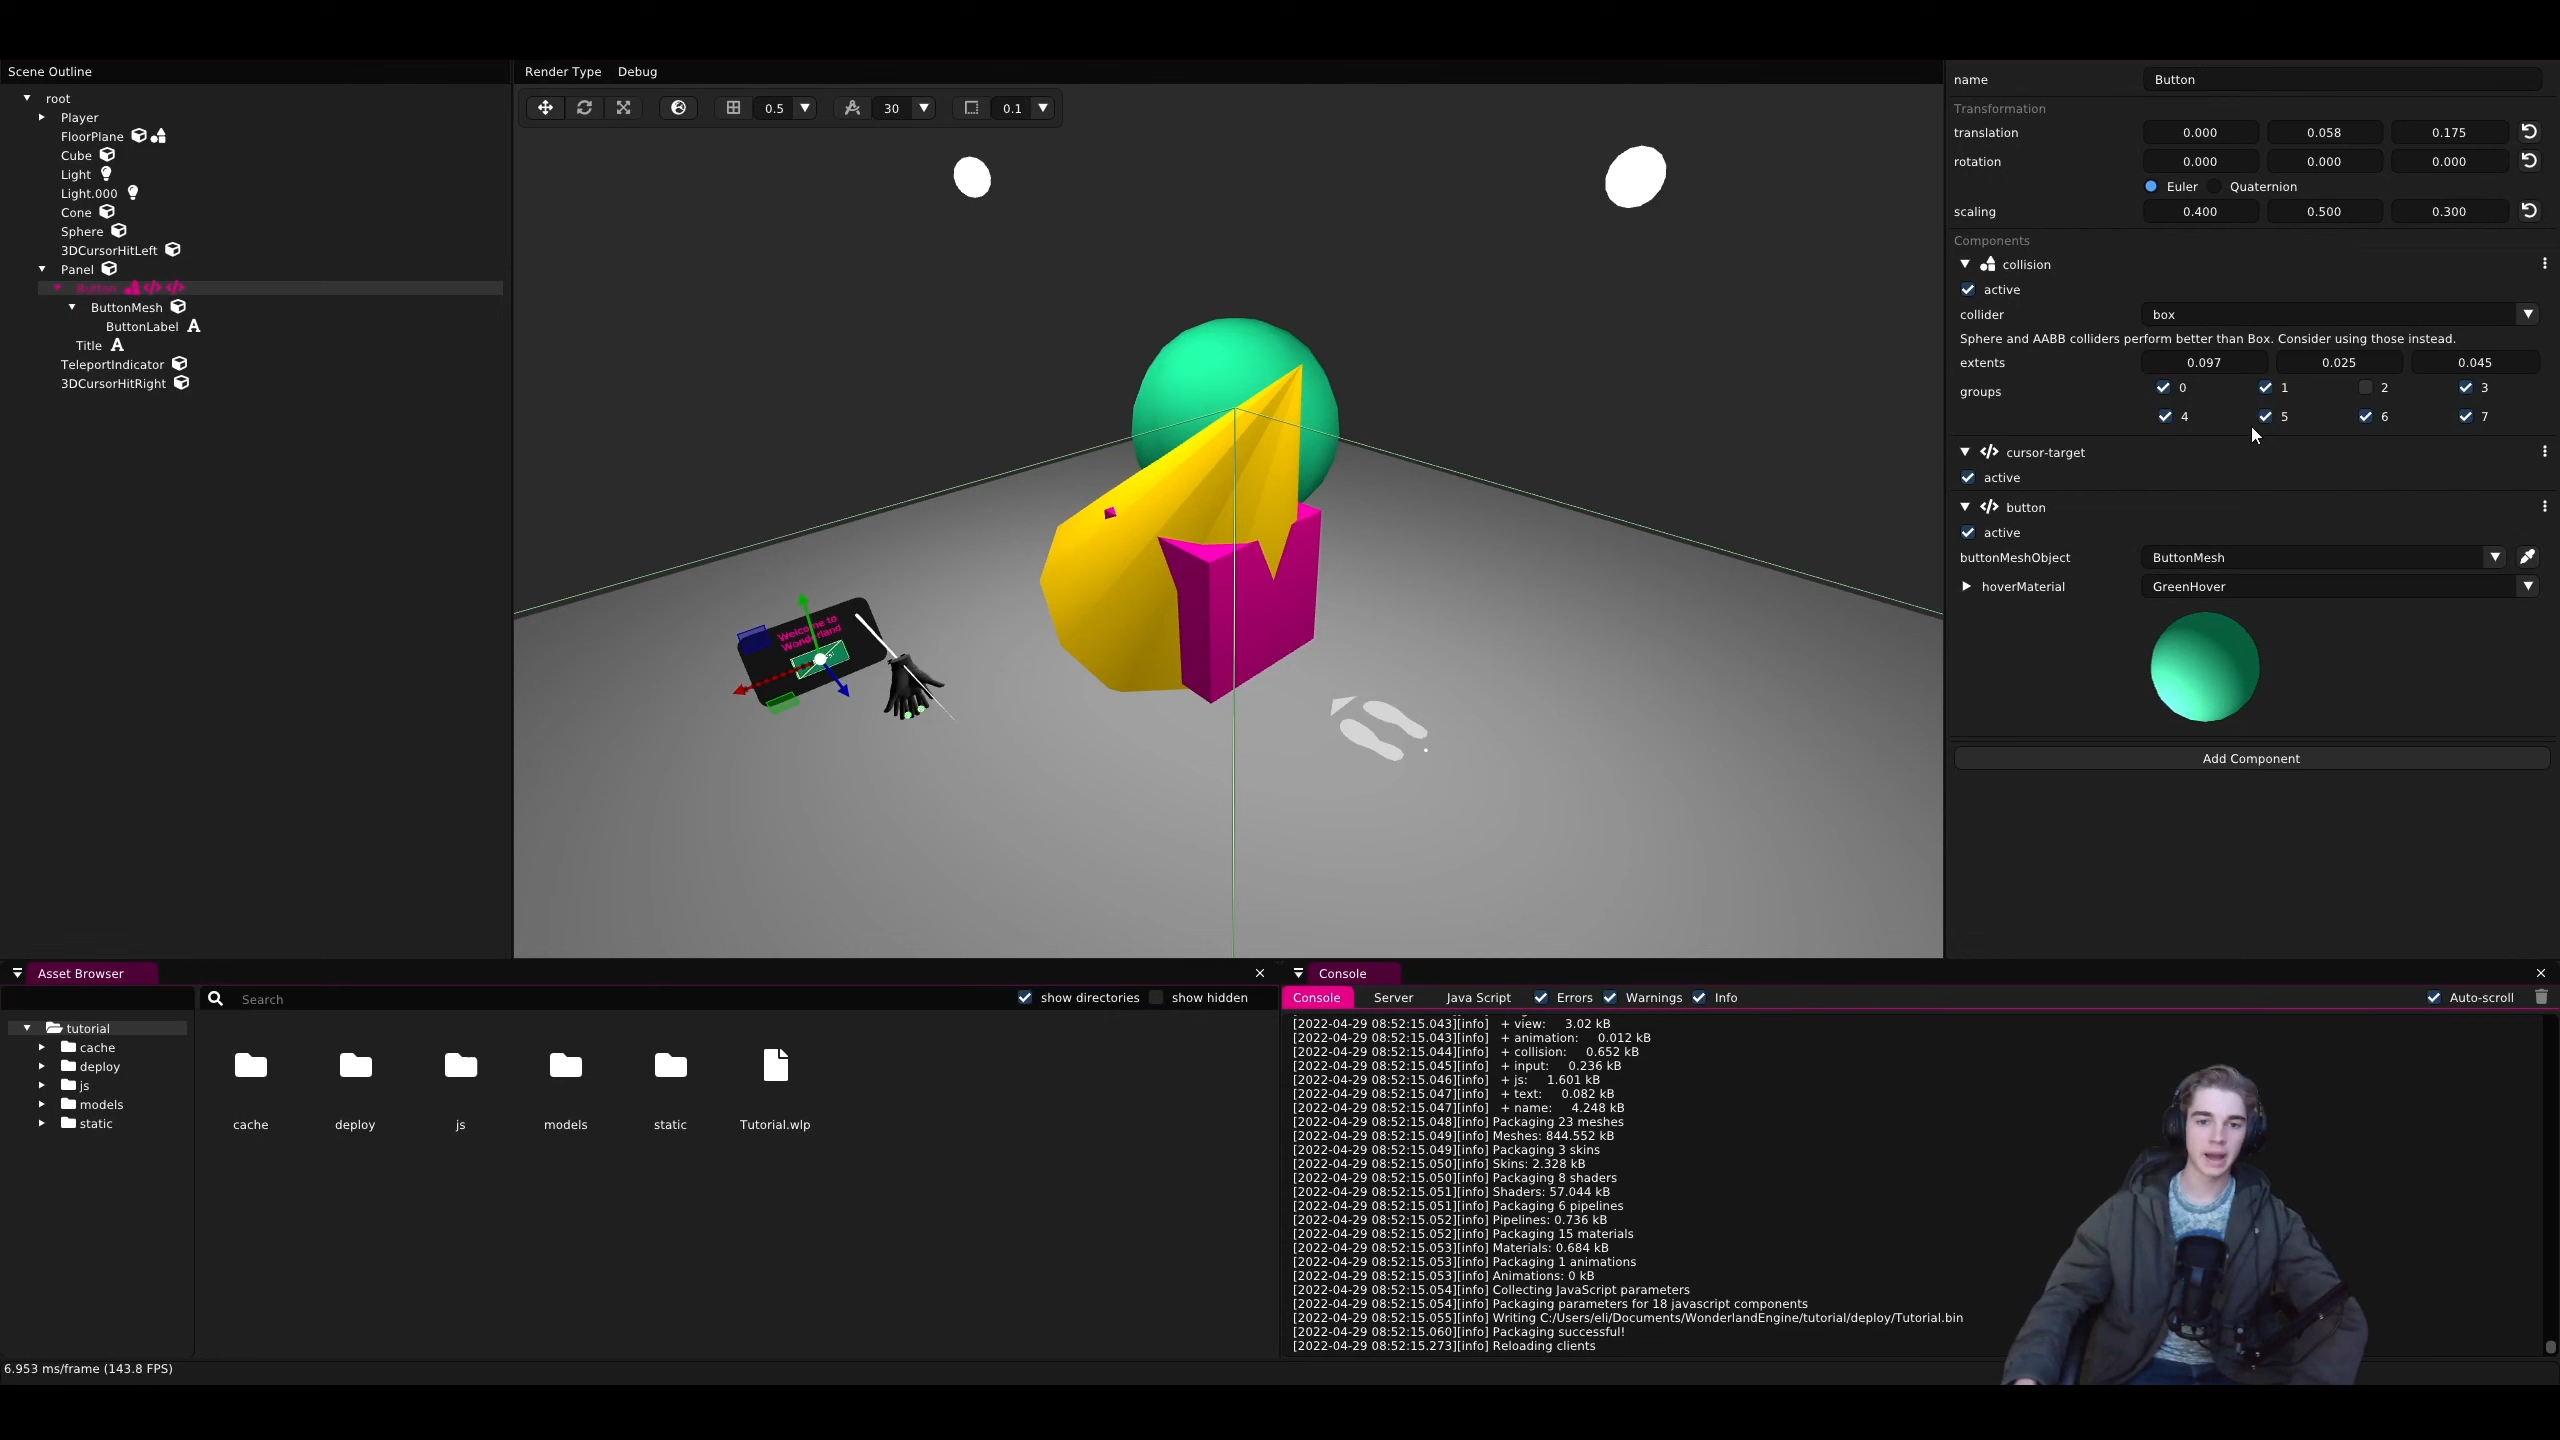 Scene Outline
root
Player
FloorPlane
Cube
Light
Light.000
Cone
Sphere
3DCursorHitLeft
Panel
Button
ButtonMesh
ButtonLabel
Title
TeleportIndicator
3DCursorHitRight
Render Type Debug
0.5 30 0.1
Welcome to
Wonderland
name Button
Transformation
translation 0.000 0.058 0.175
rotation 0.000 0.000 0.000
Euler Quaternion
scaling 0.400 0.500 0.300
Components
collision
active
collider box
Sphere and AABB colliders perform better than Box. Consider using those instead.
extents 0.097 0.025 0.045
groups 0 1 2 3
4 5 6 7
cursor-target
active
button
active
buttonMeshObject ButtonMesh
hoverMaterial GreenHover
Add Component
Asset Browser
Search show directories show hidden
tutorial
cache
deploy
js
models
static
cache deploy js models static Tutorial.wlp
Console
Console Server Java Script Errors Warnings Info Auto-scroll
[2022-04-29 08:52:15.043][info] + view: 3.02 kB
[2022-04-29 08:52:15.043][info] + animation: 0.012 kB
[2022-04-29 08:52:15.044][info] + collision: 0.652 kB
[2022-04-29 08:52:15.045][info] + input: 0.236 kB
[2022-04-29 08:52:15.046][info] + js: 1.601 kB
[2022-04-29 08:52:15.047][info] + text: 0.082 kB
[2022-04-29 08:52:15.047][info] + name: 4.248 kB
[2022-04-29 08:52:15.048][info] Packaging 23 meshes
[2022-04-29 08:52:15.049][info] Meshes: 844.552 kB
[2022-04-29 08:52:15.049][info] Packaging 3 skins
[2022-04-29 08:52:15.050][info] Skins: 2.328 kB
[2022-04-29 08:52:15.050][info] Packaging 8 shaders
[2022-04-29 08:52:15.051][info] Shaders: 57.044 kB
[2022-04-29 08:52:15.051][info] Packaging 6 pipelines
[2022-04-29 08:52:15.052][info] Pipelines: 0.736 kB
[2022-04-29 08:52:15.052][info] Packaging 15 materials
[2022-04-29 08:52:15.053][info] Materials: 0.684 kB
[2022-04-29 08:52:15.053][info] Packaging 1 animations
[2022-04-29 08:52:15.053][info] Animations: 0 kB
[2022-04-29 08:52:15.054][info] Collecting JavaScript parameters
[2022-04-29 08:52:15.054][info] Packaging parameters for 18 javascript components
[2022-04-29 08:52:15.055][info] Writing C:/Users/eli/Documents/WonderlandEngine/tutorial/deploy/Tutorial.bin
[2022-04-29 08:52:15.060][info] Packaging successful!
[2022-04-29 08:52:15.273][info] Reloading clients
6.953 ms/frame (143.8 FPS)